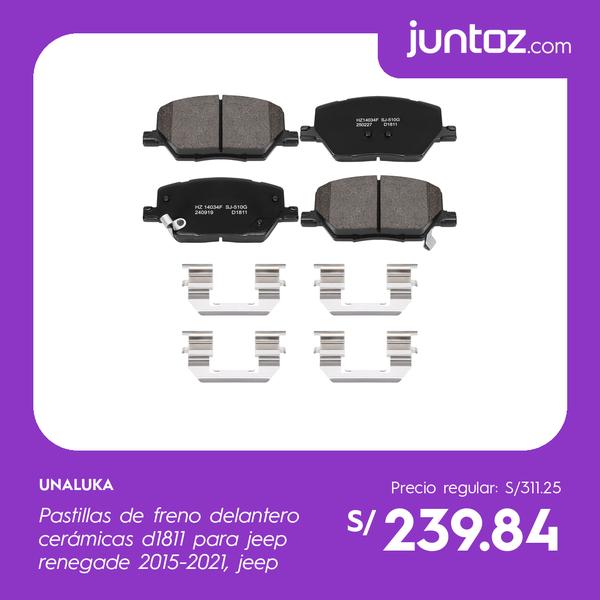 juntoz.com
HZ14034F SJ-510G
250227 D1811
HZ 14034F SJ-510G
240919 D1811
UNALUKA
Pastillas de freno delantero
cerámicas d1811 para jeep
renegade 2015-2021, jeep
Precio regular: S/311.25
S/ 239.84